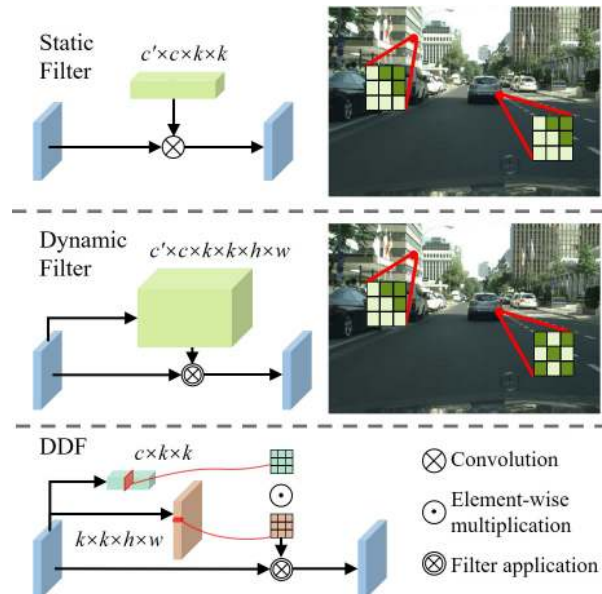 Static
Filter
c′×c×k×k
Dynamic
Filter
c′×c×k×k×h×w
DDF
c×k×k
k×k×h×w
Convolution
Element-wise
multiplication
Filter application